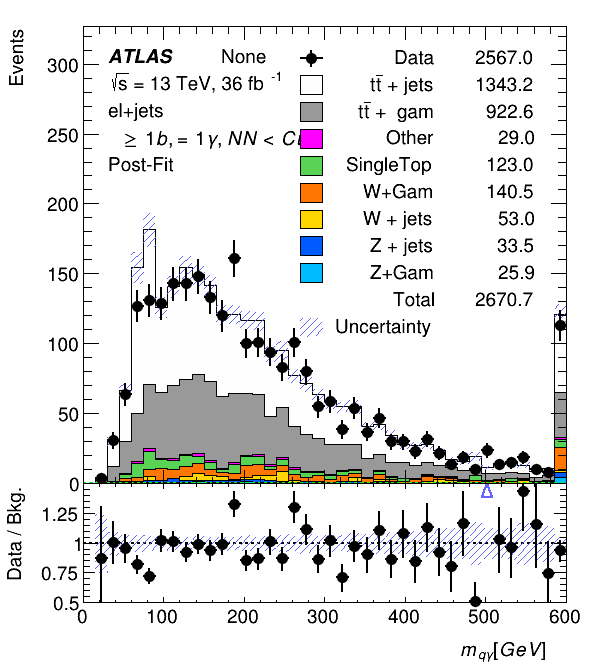 Events
ATLAS None
√s = 13 TeV, 36 fb -1
el+jets
≥ 1b, = 1γ, NN < C
Post-Fit
Data 2567.0
tt̄ + jets 1343.2
tt̄ + gam 922.6
Other 29.0
SingleTop 123.0
W+Gam 140.5
W + jets 53.0
Z + jets 33.5
Z+Gam 25.9
Total 2670.7
Uncertainty
300
250
200
150
100
50
0
Data / Bkg.
1.25
1
0.75
0.5
0 100 200 300 400 500 600
m_qγ[GeV]